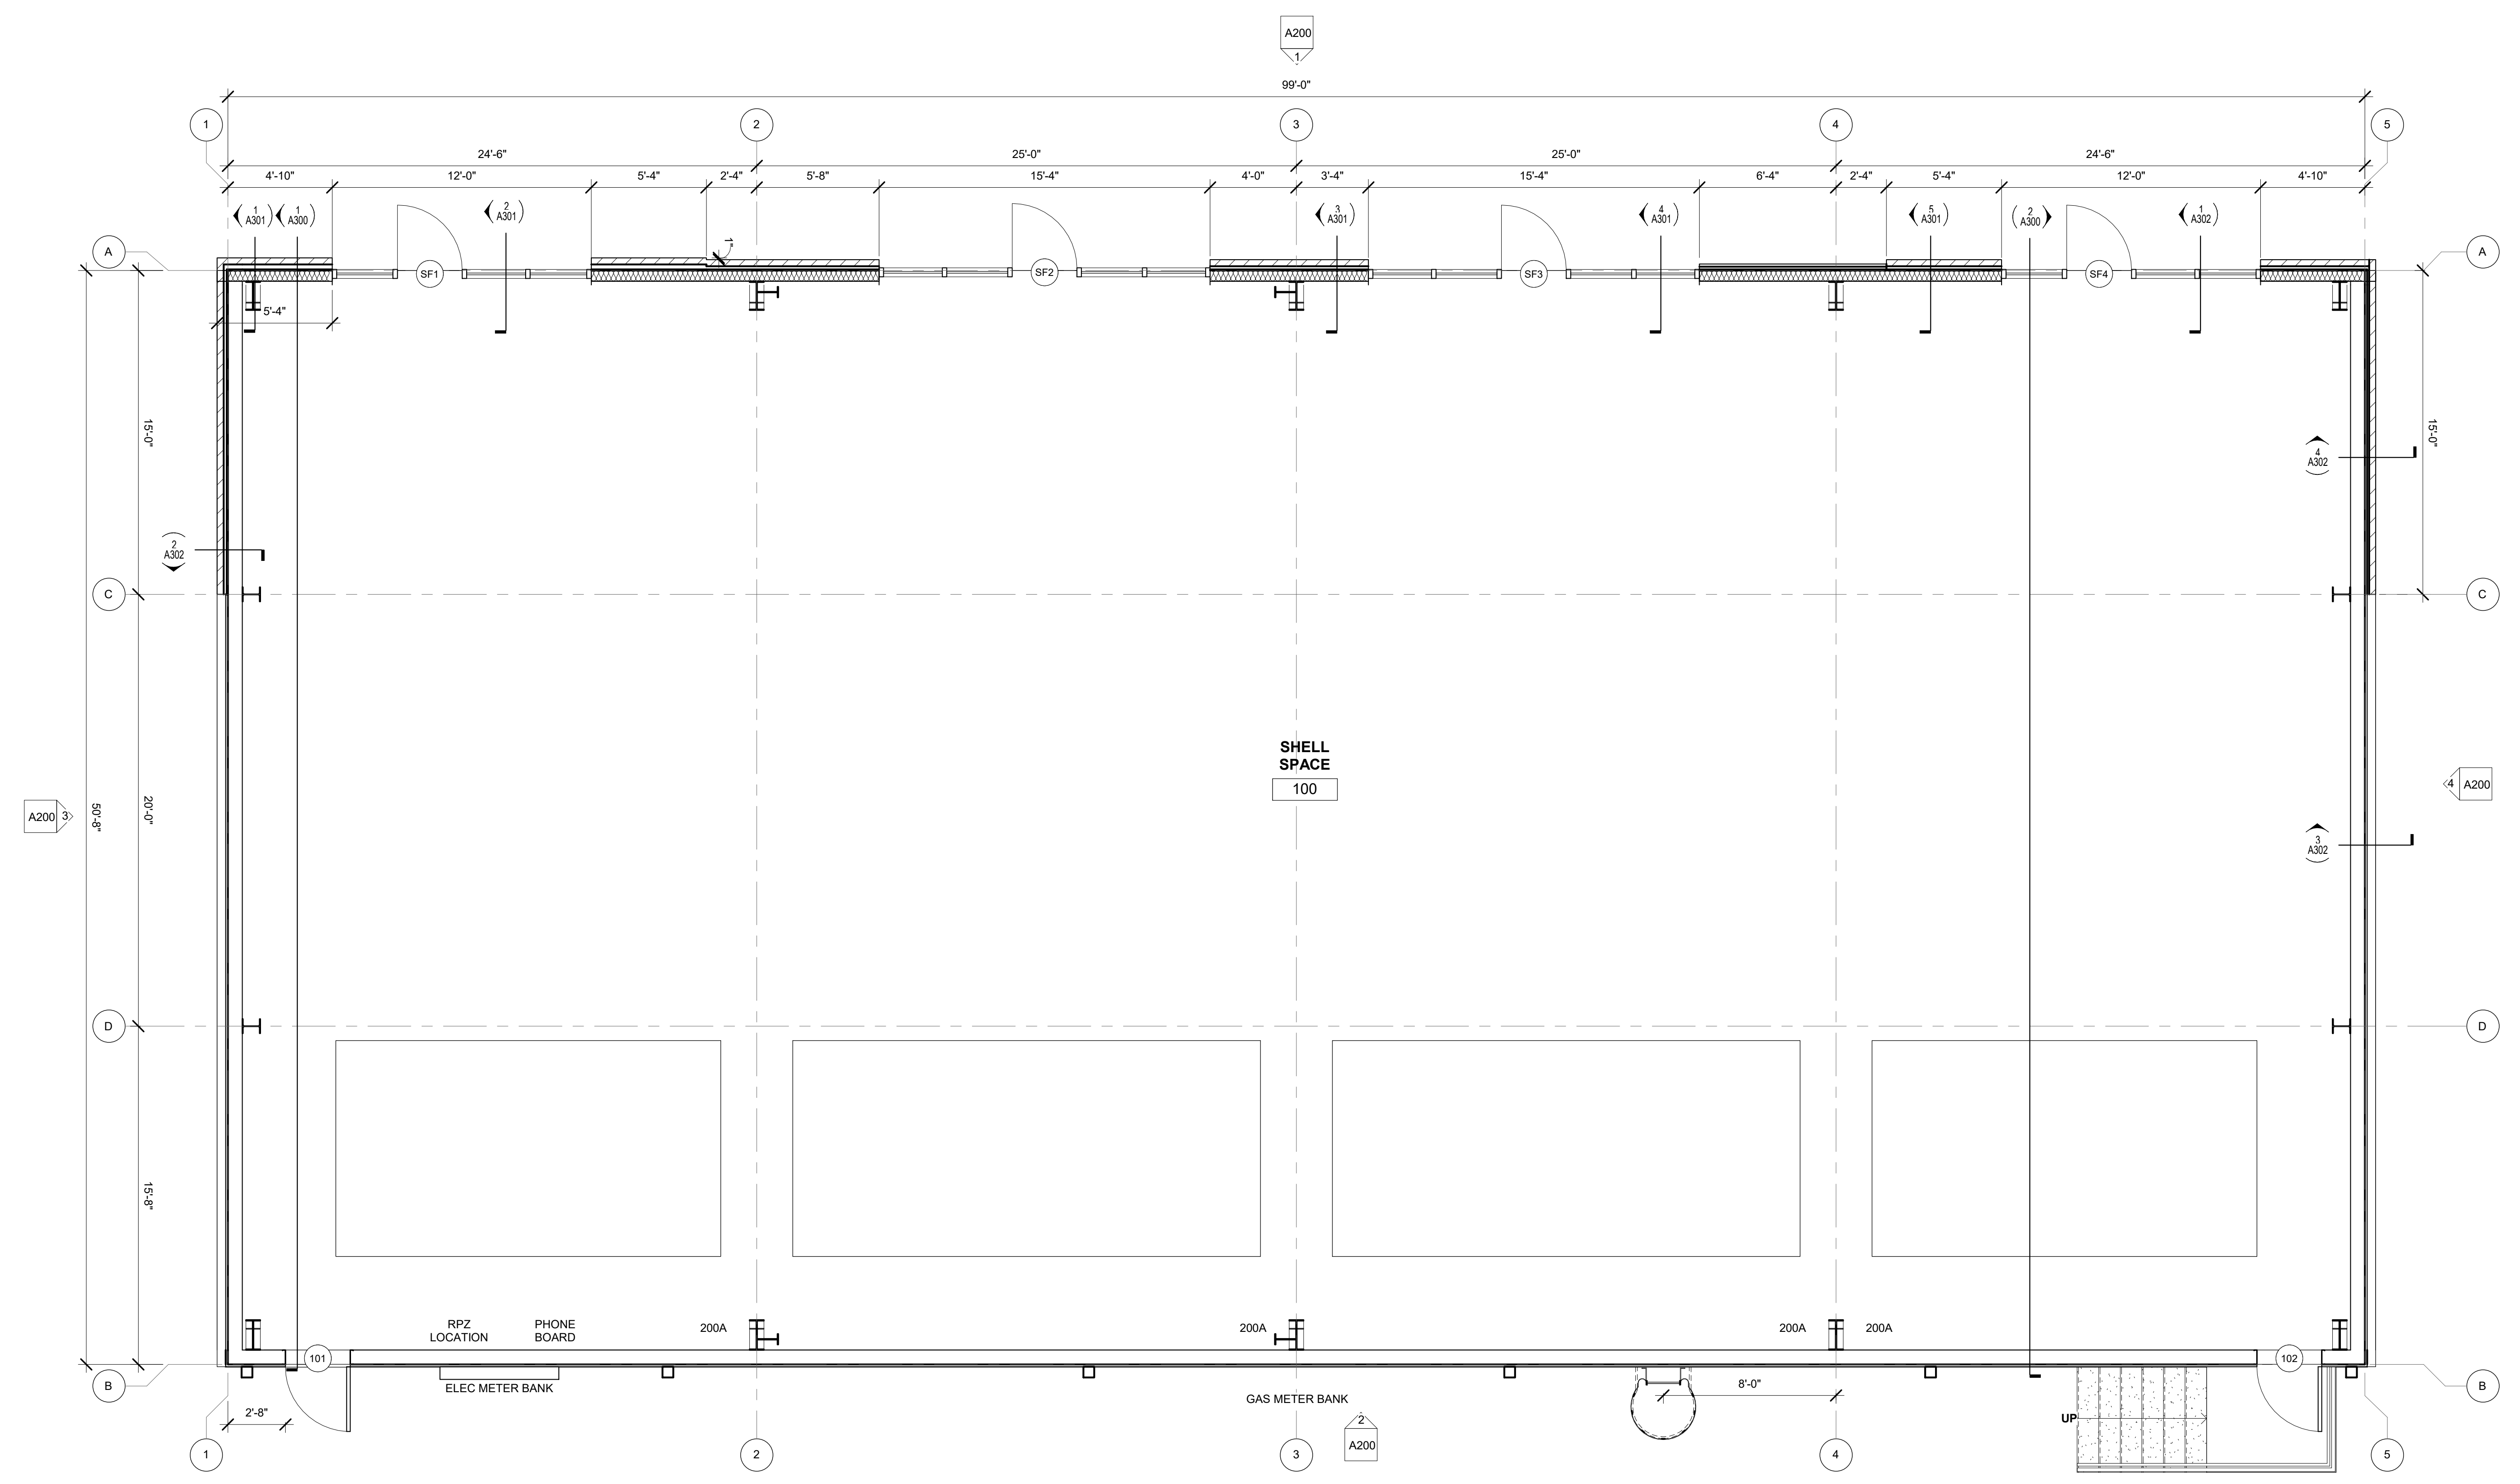 A200
1
99'-0"
1
2
3
4
5
24'-6"
25'-0"
25'-0"
24'-6"
4'-10"
12'-0"
5'-4"
2'-4"
5'-8"
15'-4"
4'-0"
3'-4"
15'-4"
6'-4"
2'-4"
5'-4"
12'-0"
4'-10"
1
A301
1
A300
2
A301
3
A301
4
A301
5
A301
2
A300
1
A302
A
1"
A
SF1
SF2
SF3
SF4
5'-4"
15'-0"
15'-0"
4
A302
2
A302
C
C
SHELL
SPACE
100
A200
3
50'-8"
20'-0"
4
A200
3
A302
D
D
15'-8"
RPZ
LOCATION
PHONE
BOARD
200A
200A
200A
200A
101
102
B
ELEC METER BANK
GAS METER BANK
8'-0"
B
2'-8"
2
A200
UP
1
2
3
4
5